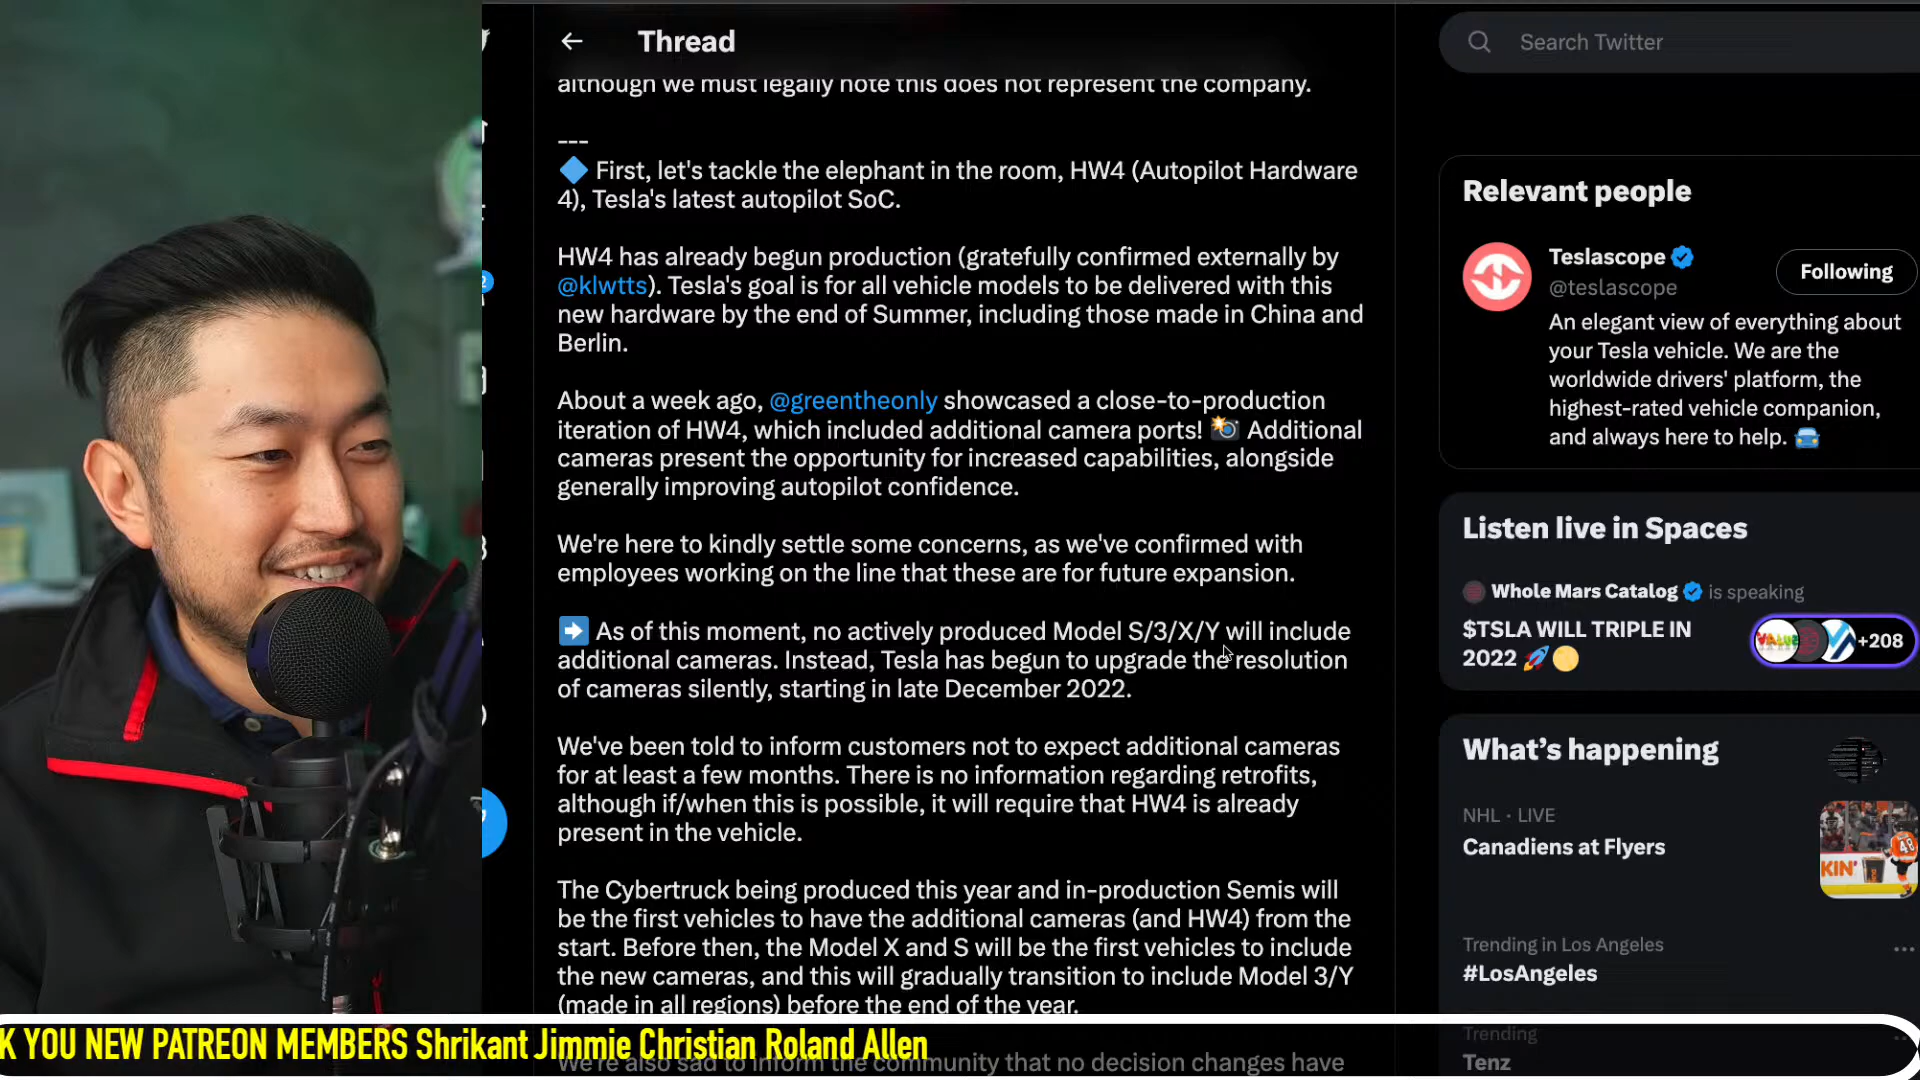 Thread
Search Twitter
although we must legally note this does not represent the company.
---
First, let's tackle the elephant in the room, HW4 (Autopilot Hardware
4), Tesla's latest autopilot SoC.
HW4 has already begun production (gratefully confirmed externally by
@klwtts). Tesla's goal is for all vehicle models to be delivered with this
new hardware by the end of Summer, including those made in China and
Berlin.
About a week ago, @greentheonly showcased a close-to-production
iteration of HW4, which included additional camera ports! 📸 Additional
cameras present the opportunity for increased capabilities, alongside
generally improving autopilot confidence.
We're here to kindly settle some concerns, as we've confirmed with
employees working on the line that these are for future expansion.
➡️ As of this moment, no actively produced Model S/3/X/Y will include
additional cameras. Instead, Tesla has begun to upgrade the resolution
of cameras silently, starting in late December 2022.
We've been told to inform customers not to expect additional cameras
for at least a few months. There is no information regarding retrofits,
although if/when this is possible, it will require that HW4 is already
present in the vehicle.
The Cybertruck being produced this year and in-production Semis will
be the first vehicles to have the additional cameras (and HW4) from the
start. Before then, the Model X and S will be the first vehicles to include
the new cameras, and this will gradually transition to include Model 3/Y
(made in all regions) before the end of the year.
We're also sad to inform the community that no decision changes have
Relevant people
Teslascope
@teslascope
Following
An elegant view of everything about
your Tesla vehicle. We are the
worldwide drivers' platform, the
highest-rated vehicle companion,
and always here to help. 🚘
Listen live in Spaces
Whole Mars Catalog is speaking
$TSLA WILL TRIPLE IN
2022 🚀🌕
+208
What's happening
NHL · LIVE
Canadiens at Flyers
KIN'
48
Trending in Los Angeles
#LosAngeles
Trending
Tenz
K YOU NEW PATREON MEMBERS Shrikant Jimmie Christian Roland Allen